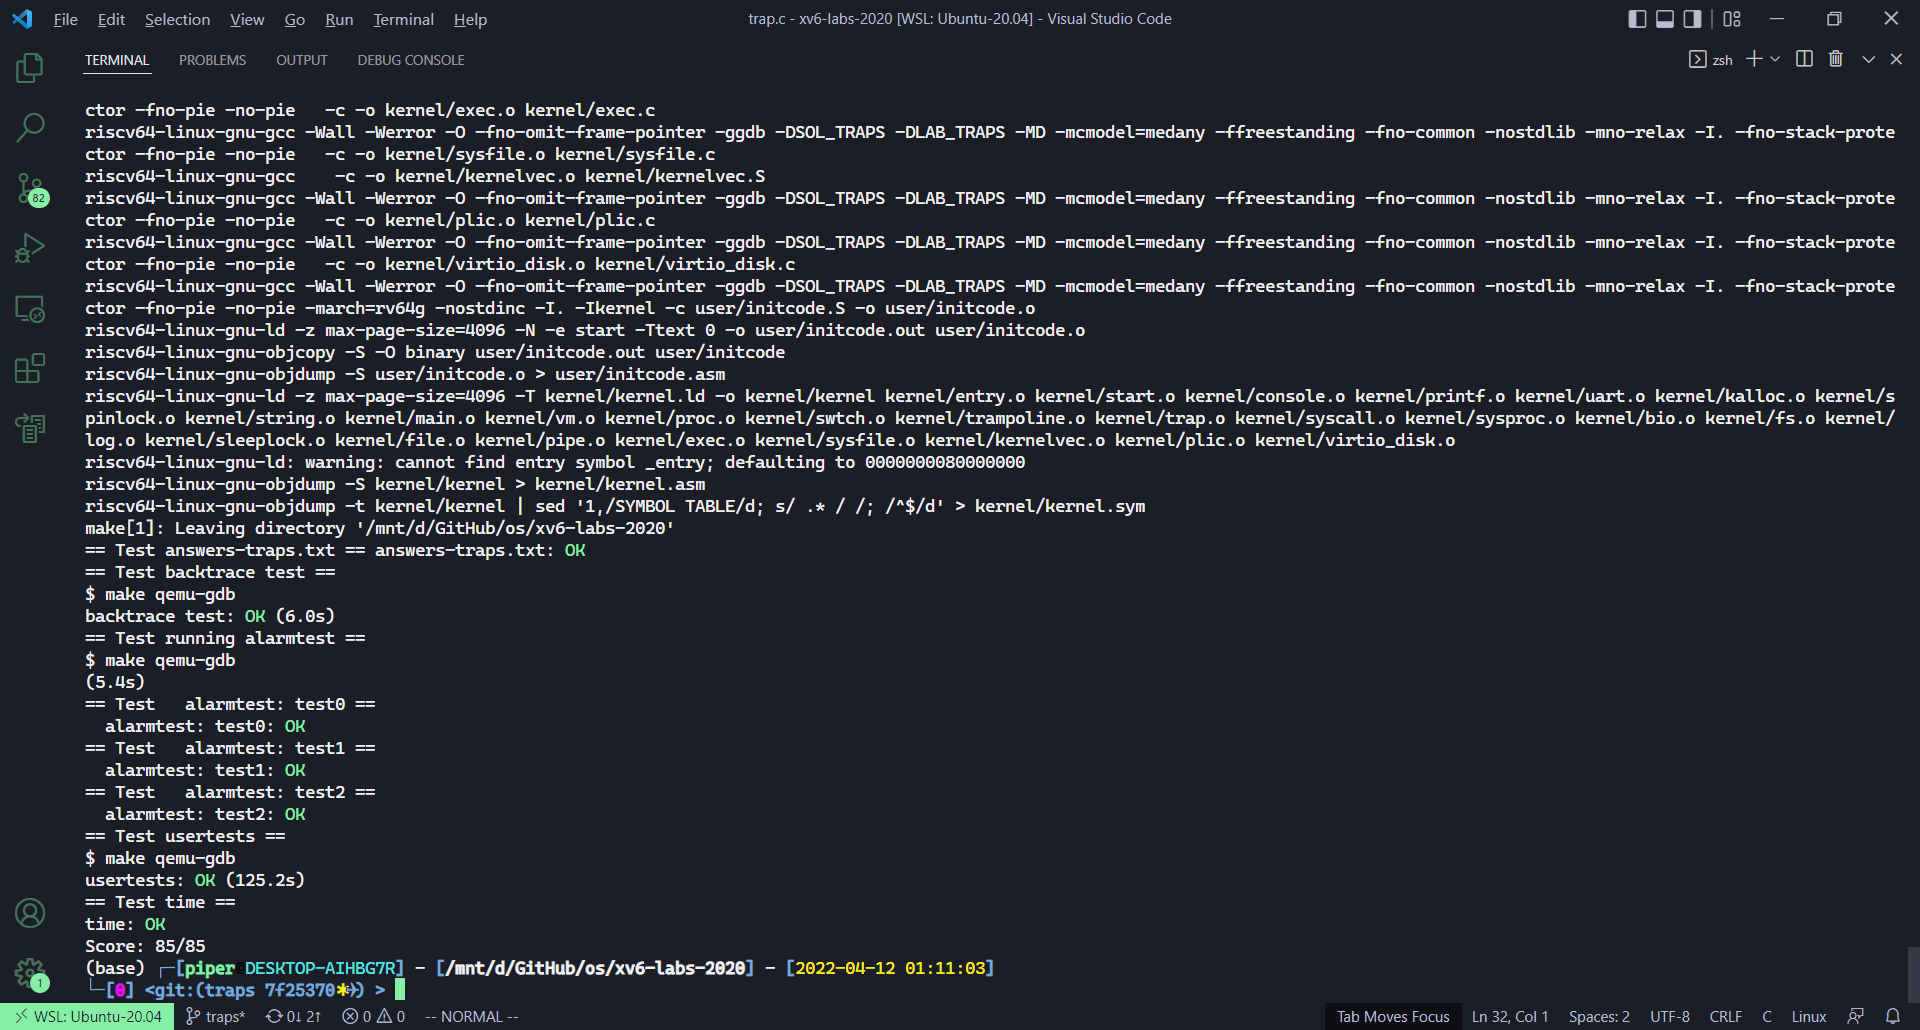 File Edit Selection View Go Run Terminal Help trap.c - xv6-labs-2020 [WSL: Ubuntu-20.04] - Visual Studio Code
TERMINAL PROBLEMS OUTPUT DEBUG CONSOLE zsh
ctor -fno-pie -no-pie   -c -o kernel/exec.o kernel/exec.c
riscv64-linux-gnu-gcc -Wall -Werror -O -fno-omit-frame-pointer -ggdb -DSOL_TRAPS -DLAB_TRAPS -MD -mcmodel=medany -ffreestanding -fno-common -nostdlib -mno-relax -I. -fno-stack-prote
ctor -fno-pie -no-pie   -c -o kernel/sysfile.o kernel/sysfile.c
riscv64-linux-gnu-gcc    -c -o kernel/kernelvec.o kernel/kernelvec.S
riscv64-linux-gnu-gcc -Wall -Werror -O -fno-omit-frame-pointer -ggdb -DSOL_TRAPS -DLAB_TRAPS -MD -mcmodel=medany -ffreestanding -fno-common -nostdlib -mno-relax -I. -fno-stack-prote
ctor -fno-pie -no-pie   -c -o kernel/plic.o kernel/plic.c
riscv64-linux-gnu-gcc -Wall -Werror -O -fno-omit-frame-pointer -ggdb -DSOL_TRAPS -DLAB_TRAPS -MD -mcmodel=medany -ffreestanding -fno-common -nostdlib -mno-relax -I. -fno-stack-prote
ctor -fno-pie -no-pie   -c -o kernel/virtio_disk.o kernel/virtio_disk.c
riscv64-linux-gnu-gcc -Wall -Werror -O -fno-omit-frame-pointer -ggdb -DSOL_TRAPS -DLAB_TRAPS -MD -mcmodel=medany -ffreestanding -fno-common -nostdlib -mno-relax -I. -fno-stack-prote
ctor -fno-pie -no-pie -march=rv64g -nostdinc -I. -Ikernel -c user/initcode.S -o user/initcode.o
riscv64-linux-gnu-ld -z max-page-size=4096 -N -e start -Ttext 0 -o user/initcode.out user/initcode.o
riscv64-linux-gnu-objcopy -S -O binary user/initcode.out user/initcode
riscv64-linux-gnu-objdump -S user/initcode.o > user/initcode.asm
riscv64-linux-gnu-ld -z max-page-size=4096 -T kernel/kernel.ld -o kernel/kernel kernel/entry.o kernel/start.o kernel/console.o kernel/printf.o kernel/uart.o kernel/kalloc.o kernel/s
pinlock.o kernel/string.o kernel/main.o kernel/vm.o kernel/proc.o kernel/swtch.o kernel/trampoline.o kernel/trap.o kernel/syscall.o kernel/sysproc.o kernel/bio.o kernel/fs.o kernel/
log.o kernel/sleeplock.o kernel/file.o kernel/pipe.o kernel/exec.o kernel/sysfile.o kernel/kernelvec.o kernel/plic.o kernel/virtio_disk.o
riscv64-linux-gnu-ld: warning: cannot find entry symbol _entry; defaulting to 0000000080000000
riscv64-linux-gnu-objdump -S kernel/kernel > kernel/kernel.asm
riscv64-linux-gnu-objdump -t kernel/kernel | sed '1,/SYMBOL TABLE/d; s/ .* / /; /^$/d' > kernel/kernel.sym
make[1]: Leaving directory '/mnt/d/GitHub/os/xv6-labs-2020'
== Test answers-traps.txt == answers-traps.txt: OK
== Test backtrace test ==
$ make qemu-gdb
backtrace test: OK (6.0s)
== Test running alarmtest ==
$ make qemu-gdb
(5.4s)
== Test   alarmtest: test0 ==
  alarmtest: test0: OK
== Test   alarmtest: test1 ==
  alarmtest: test1: OK
== Test   alarmtest: test2 ==
  alarmtest: test2: OK
== Test usertests ==
$ make qemu-gdb
usertests: OK (125.2s)
== Test time ==
time: OK
Score: 85/85
(base) ┌─[piper@DESKTOP-AIHBG7R] - [/mnt/d/GitHub/os/xv6-labs-2020] - [2022-04-12 01:11:03]
└─[0] <git:(traps 7f25370✱✈) >
82
1
WSL: Ubuntu-20.04 traps* 0↓ 2↑ 0 0 -- NORMAL -- Tab Moves Focus Ln 32, Col 1 Spaces: 2 UTF-8 CRLF C Linux